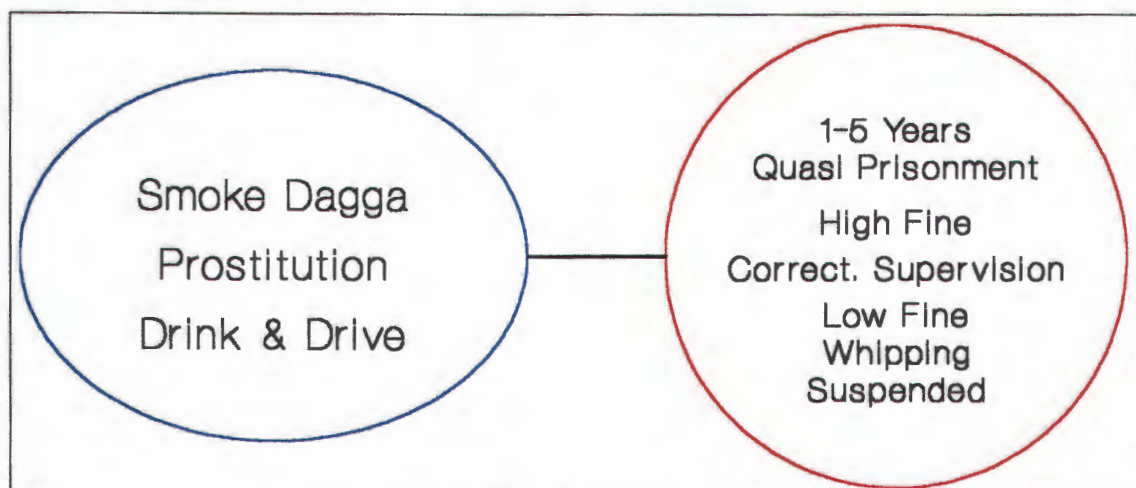 Smoke Dagga
Prostitution
Drink & Drive
1-5 Years
Quasi Prisonment
High Fine
Correct. Supervision
Low Fine
Whipping
Suspended